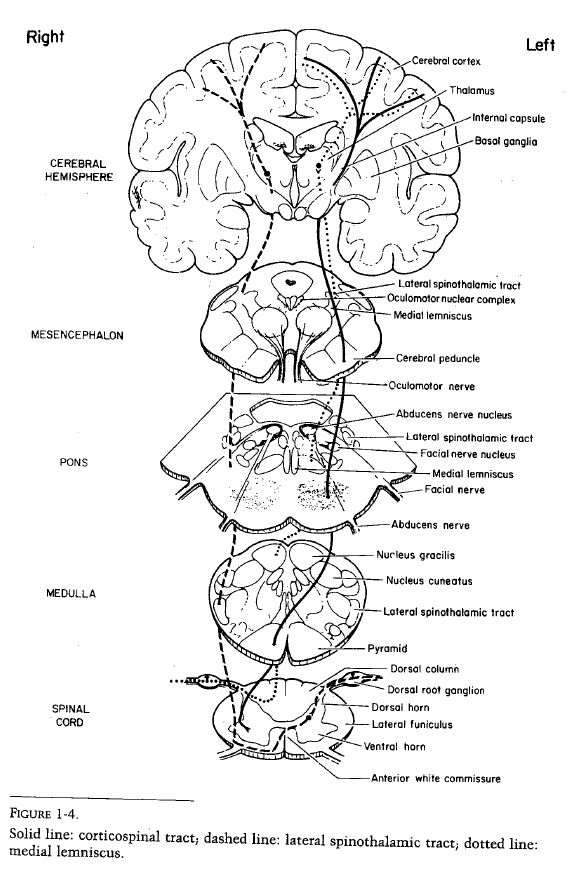 Right
Left
Cerebral cortex
Thalamus
Internal capsule
Basal ganglia
CEREBRAL
HEMISPHERE
Lateral spinothalamic tract
Oculomotor nuclear complex
Medial lemniscus
MESENCEPHALON
Cerebral peduncle
Oculomotor nerve
Abducens nerve nucleus
Lateral spinothalamic tract
Facial nerve nucleus
PONS
Medial lemniscus
Facial nerve
Abducens nerve
Nucleus gracilis
Nucleus cuneatus
MEDULLA
Lateral spinothalamic tract
Pyramid
Dorsal column
Dorsal root ganglion
Dorsal horn
SPINAL
CORD
Lateral funiculus
Ventral horn
Anterior white commissure
FIGURE 1-4.
Solid line: corticospinal tract; dashed line: lateral spinothalamic tract; dotted line:
medial lemniscus.